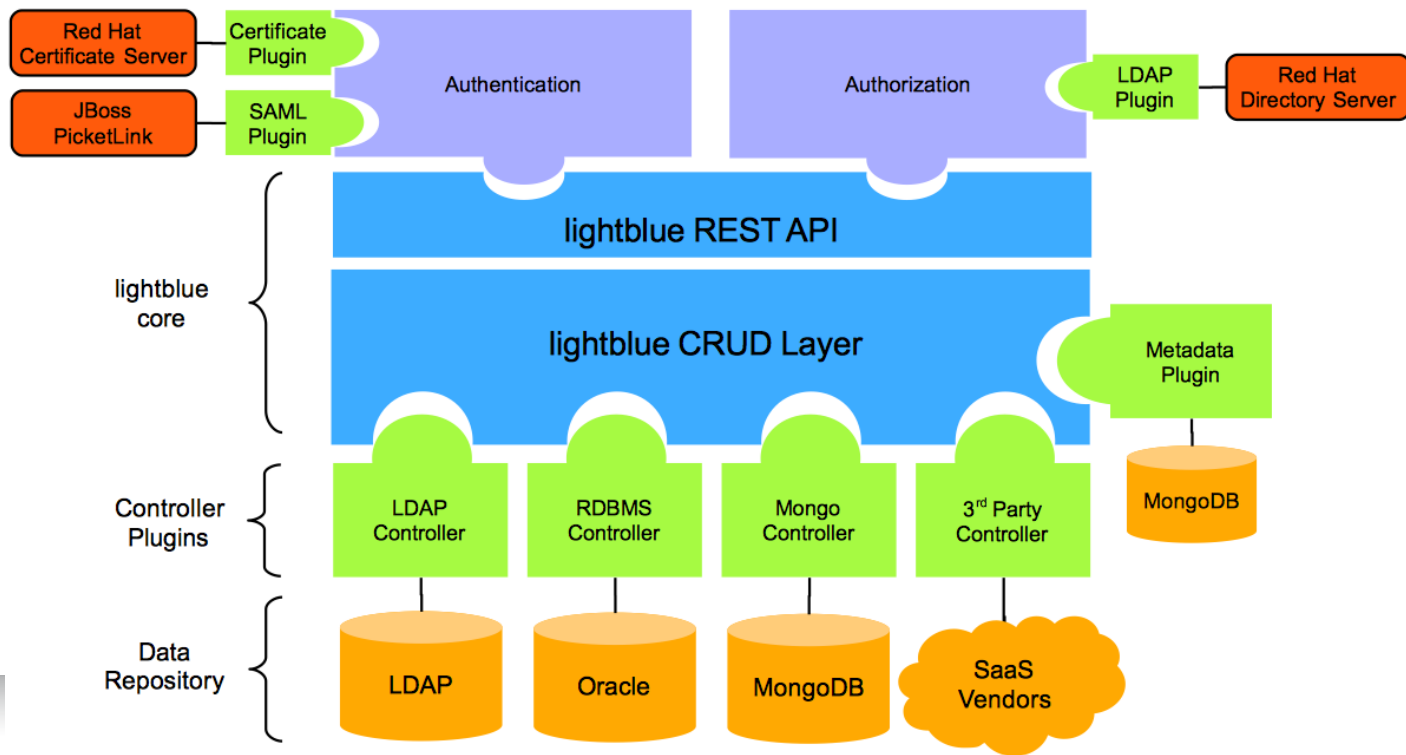 Red Hat
Certificate Server
Certificate
Plugin
Authentication
Authorization
LDAP
Plugin
Red Hat
Directory Server
JBoss
PicketLink
SAML
Plugin
lightblue REST API
lightblue
core
lightblue CRUD Layer
Metadata
Plugin
MongoDB
Controller
Plugins
LDAP
Controller
RDBMS
Controller
Mongo
Controller
3rd Party
Controller
Data
Repository
LDAP
Oracle
MongoDB
SaaS
Vendors